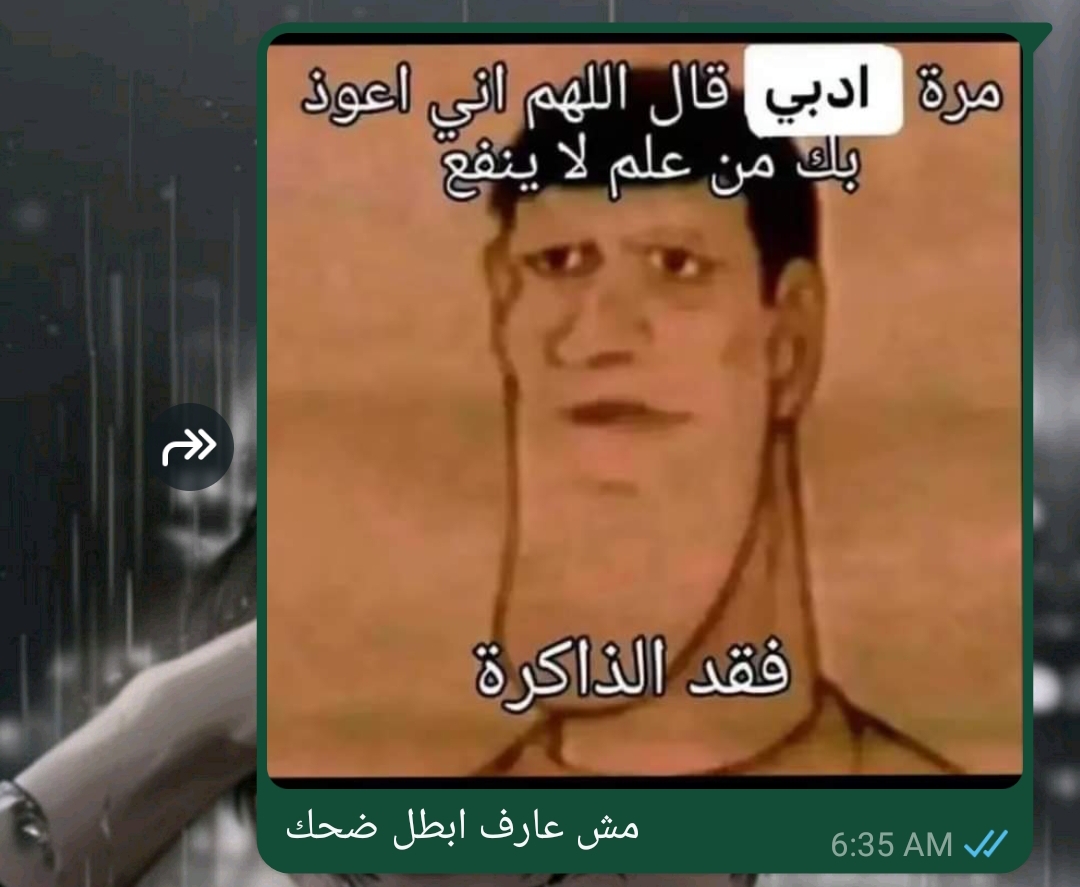 مرة ادبي قال اللهم اني اعوذ
بك من علم لا ينفع
فقد الذاكرة
مش عارف ابطل ضحك
6:35 AM